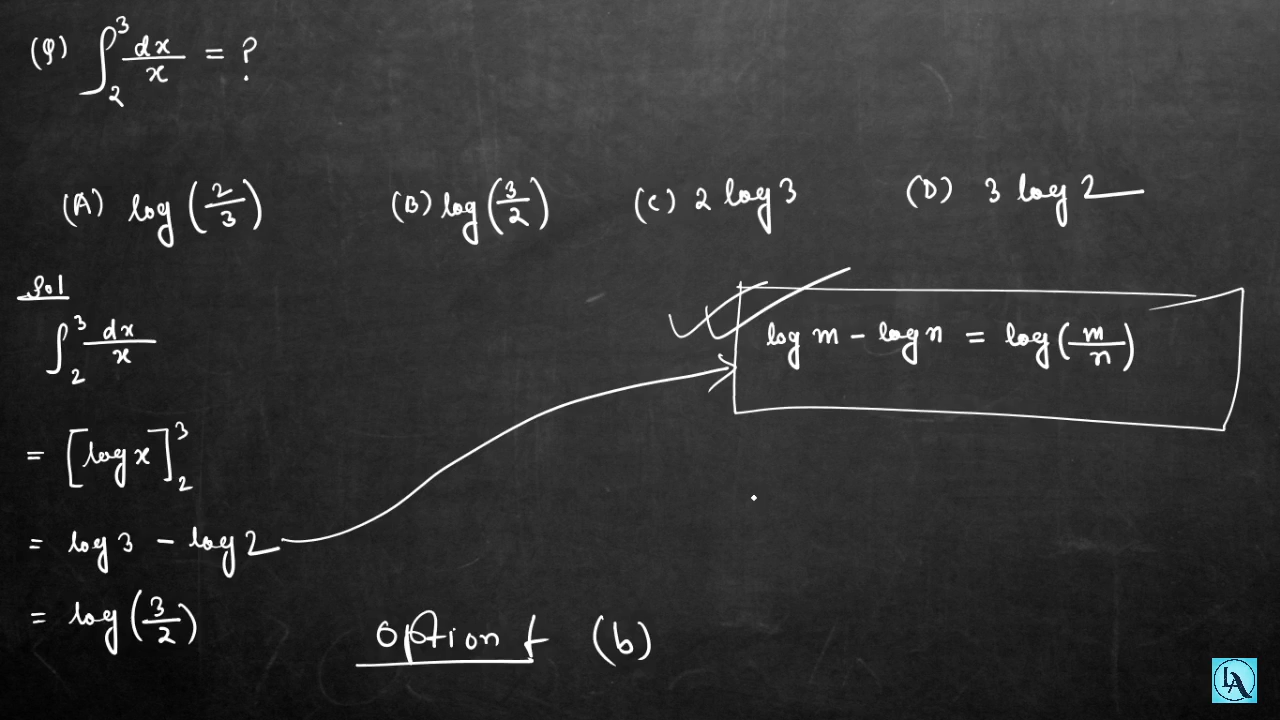 (Q) ∫₂³ dx/x = ?
(A) log (2/3) (B) log (3/2) (C) 2 log 3 (D) 3 log 2
Sol
∫₂³ dx/x
log m - log n = log (m/n)
= [log x]₂³
= log 3 - log 2
= log (3/2)
option (b)
LA